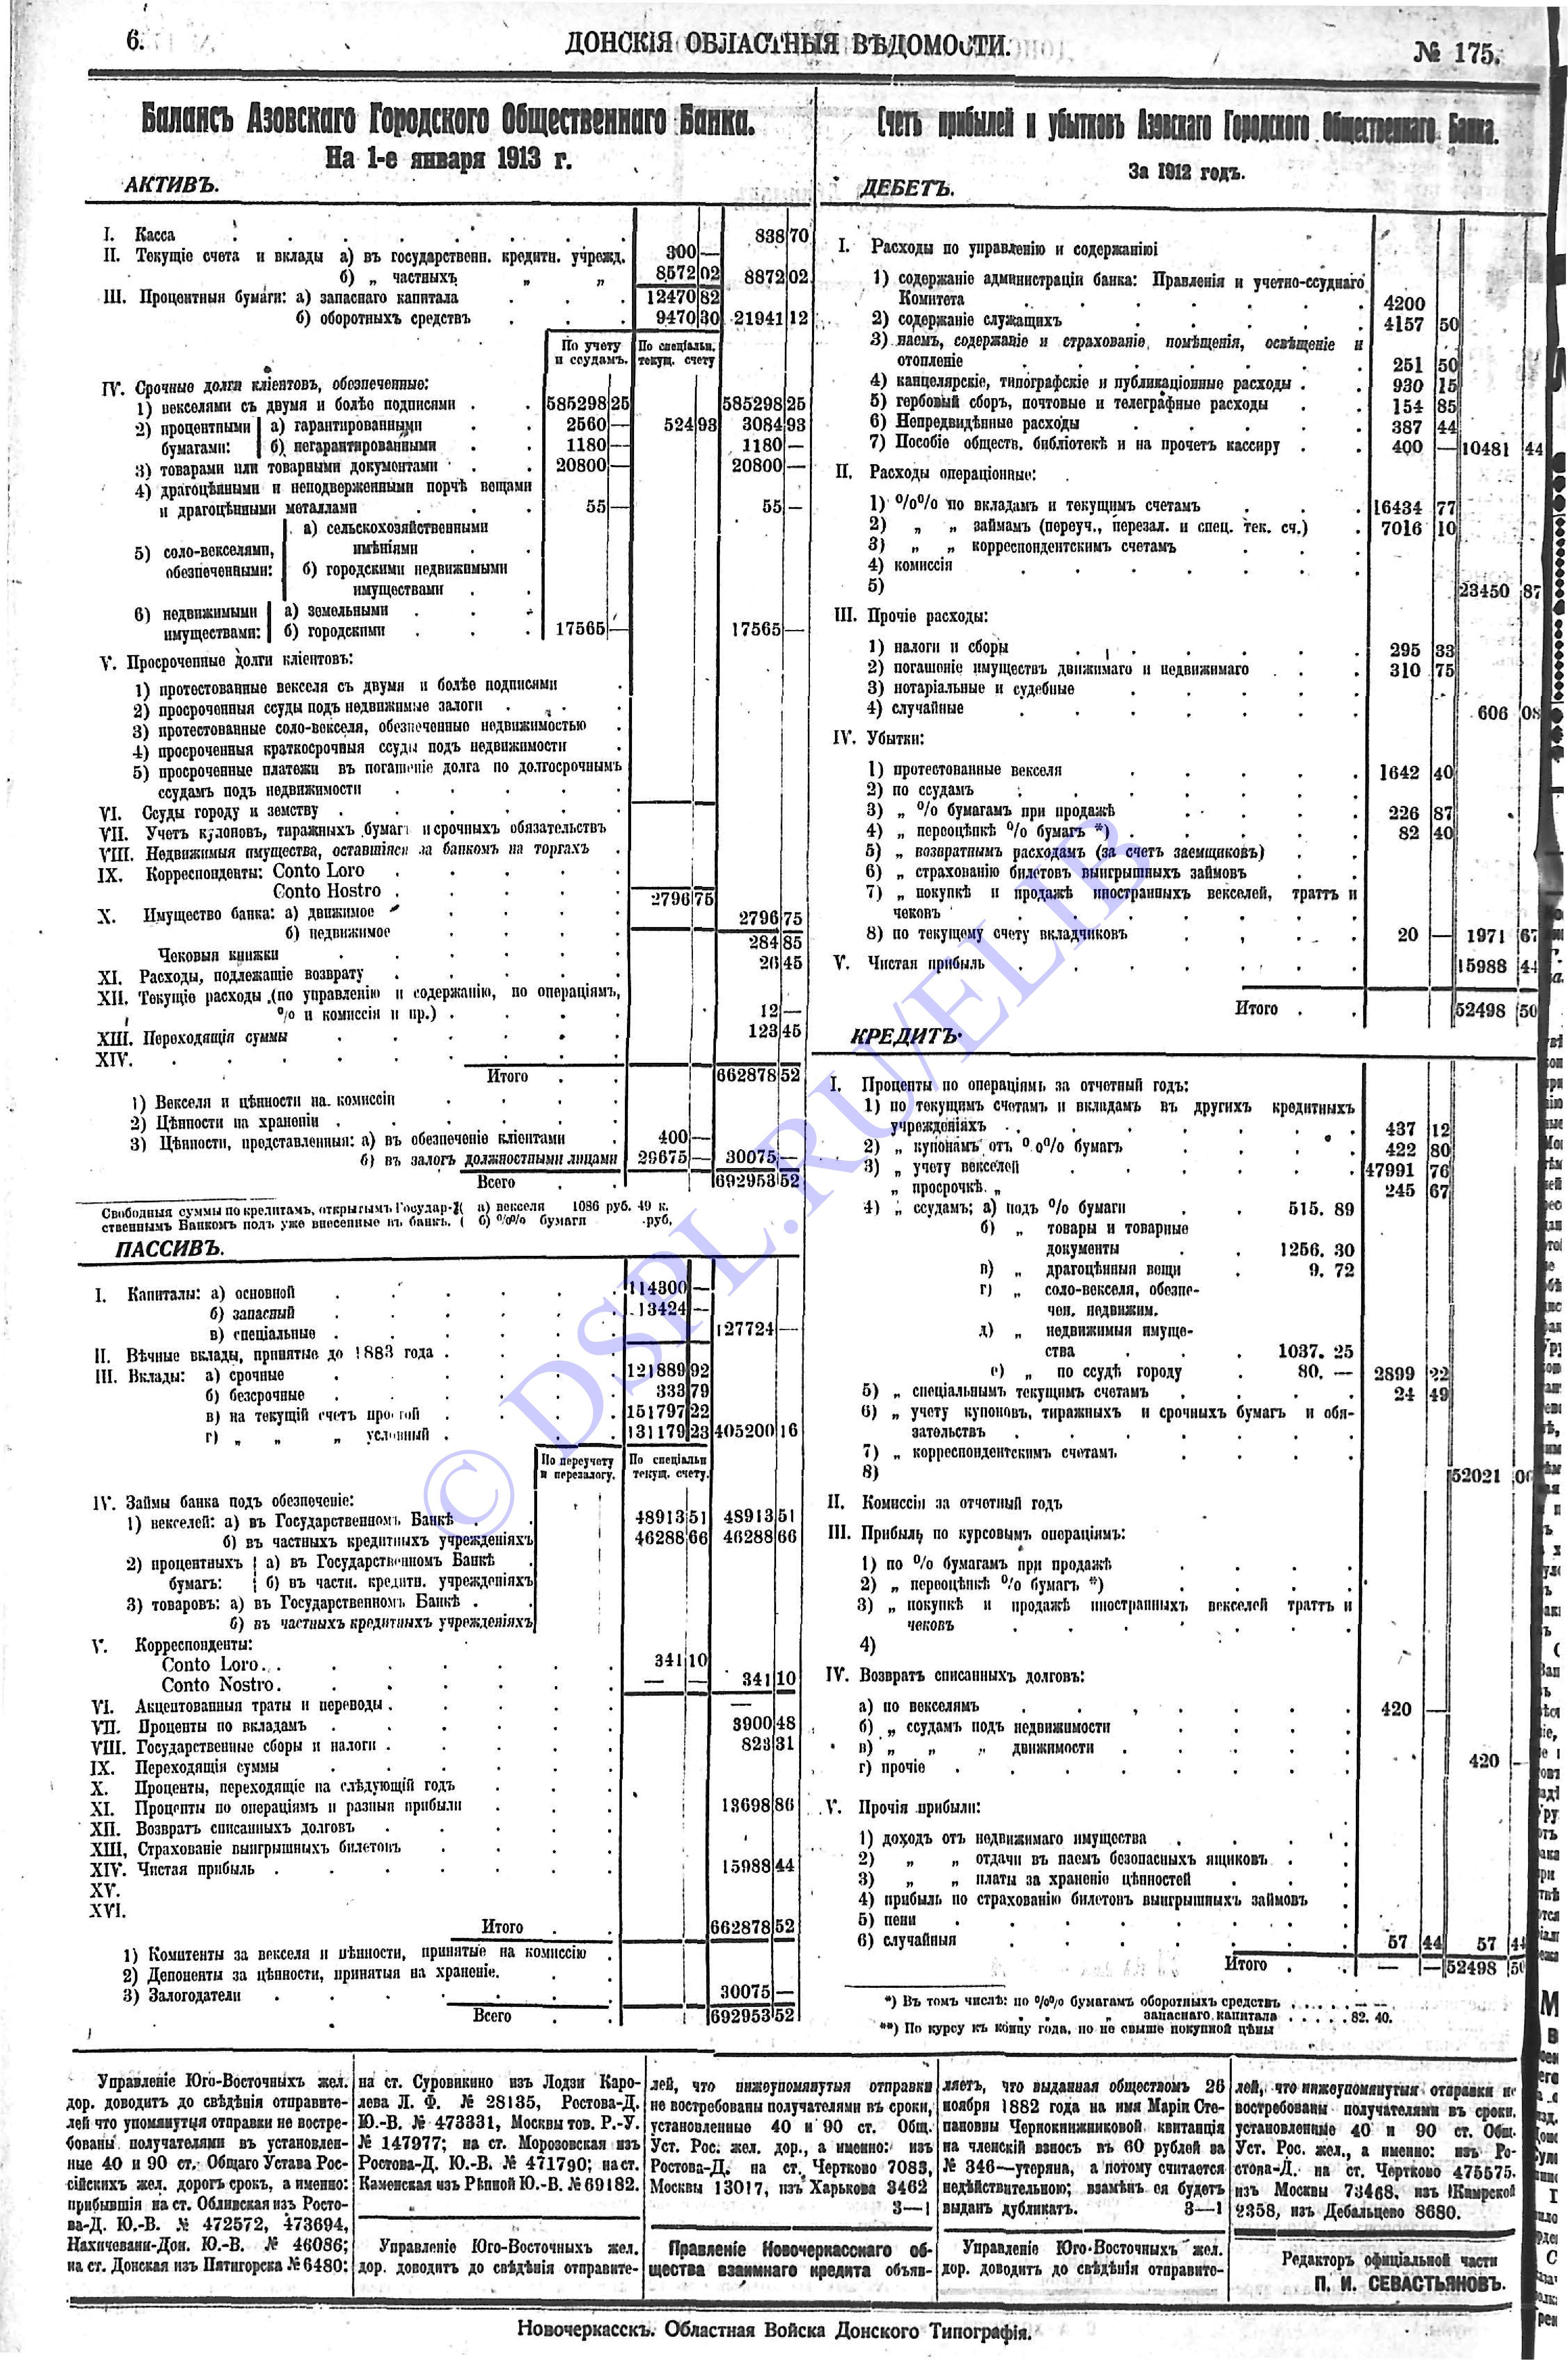 6.
ДОНСКІЯ ОБЛАСТНЫЯ ВѢДОМОСТИ.
№ 175.
Балансъ Азовскаго Городского Общественнаго Банка.
На 1-е января 1913 г.
АКТИВЪ.
I. Касса 838 70
II. Текущіе счета и вклады а) въ государственн. кредитн. учрежд. 300 —
б) „ частныхъ „ „ 8572 02 8872 02
III. Процентныя бумаги: а) запаснаго капитала 12470 82
б) оборотныхъ средствъ 9470 30 21941 12
По учету По спеціальн.
и ссудамъ. текущ. счету
IV. Срочные долги кліентовъ, обезпеченные:
1) векселями съ двумя и болѣе подписями 585298 25 585298 25
2) процентными а) гарантированными 2560 — 524 93 3084 93
бумагами: б) негарантированными 1180 — 1180 —
3) товарами или товарными документами 20800 — 20800 —
4) драгоцѣнными и неподверженными порчѣ вещами
и драгоцѣнными металлами 55 — 55 —
а) сельскохозяйственными
5) соло-векселями, имѣніями
обезпеченными: б) городскими недвижимыми
имуществами
6) недвижимыми а) земельными
имуществами: б) городскими 17565 — 17565 —
V. Просроченные долги кліентовъ:
1) протестованные векселя съ двумя и болѣе подписями
2) просроченныя ссуды подъ недвижимые залоги
3) протестованные соло-векселя, обезпеченные недвижимостью
4) просроченныя краткосрочныя ссуды подъ недвижимости
5) просроченные платежи въ погашеніе долга по долгосрочнымъ
ссудамъ подъ недвижимости
VI. Ссуды городу и земству
VII. Учетъ купоновъ, тиражныхъ бумагъ и срочныхъ обязательствъ
VIII. Недвижимыя имущества, оставшіяся за банкомъ на торгахъ
IX. Корреспонденты: Conto Loro
Conto Hostro
X. Имущество банка: а) движимое 2796 75 2796 75
б) недвижимое
Чековыя книжки 284 85
XI. Расходы, подлежащіе возврату 26 45
XII. Текущіе расходы (по управленію и содержанію, по операціямъ,
% и комиссія и пр.) 12 —
XIII. Переходящія суммы 123 45
XIV.
Итого 662878 52
1) Векселя и цѣнности на комиссіи
2) Цѣнности на храненіи
3) Цѣнности, представленныя: а) въ обезпеченіе кліентами 400 —
б) въ залогъ должностными лицами 29675 — 30075 —
Всего 692953 52
Свободныя суммы по кредитамъ, открытымъ Государ- а) векселя 1086 руб. 49 к.
ственнымъ Банкомъ подъ уже внесенные въ банкъ. б) %% бумаги руб,
ПАССИВЪ.
I. Капиталы: а) основной 114300 —
б) запасный 13424 —
в) спеціальные 127724 —
II. Вѣчные вклады, принятые до 1883 года
III. Вклады: а) срочные 121889 92
б) безсрочные 333 79
в) на текущій счетъ простой 151797 22
г) „ „ „ условный 131179 23 405200 16
По переучету По спеціальн
и перезалогу. текущ. счету.
IV. Займы банка подъ обезпеченіе:
1) векселей: а) въ Государственномъ Банкѣ 48913 51 48913 51
б) въ частныхъ кредитныхъ учрежденіяхъ 46288 66 46288 66
2) процентныхъ а) въ Государственномъ Банкѣ
бумагъ: б) въ частн. кредитн. учрежденіяхъ
3) товаровъ: а) въ Государственномъ Банкѣ
б) въ частныхъ кредитныхъ учрежденіяхъ
V. Корреспонденты:
Conto Loro. 341 10
Conto Nostro. — — 341 10
VI. Акцептованныя траты и переводы —
VII. Проценты по вкладамъ 3900 48
VIII. Государственные сборы и налоги 823 31
IX. Переходящія суммы
X. Проценты, переходящіе на слѣдующій годъ
XI. Проценты по операціямъ и разныя прибыли 13698 86
XII. Возвратъ списанныхъ долговъ
XIII, Страхованіе выигрышныхъ билетовъ
XIV. Чистая прибыль 15988 44
XV.
XVI.
Итого 662878 52
1) Комитенты за векселя и цѣнности, принятые на комиссію
2) Депоненты за цѣнности, принятыя на храненіе.
3) Залогодатели 30075 —
Всего 692953 52
Счетъ прибылей и убытковъ Азовскаго Городского Общественнаго Банка.
За 1912 годъ.
ДЕБЕТЪ.
I. Расходы по управленію и содержанію:
1) содержаніе администраціи банка: Правленія и учетно-ссуднаго
Комитета 4200
2) содержаніе служащихъ 4157 50
3) наемъ, содержаніе и страхованіе помѣщенія, освѣщеніе и
отопленіе 251 50
4) канцелярскіе, типографскіе и публикаціонные расходы 930 15
5) гербовый сборъ, почтовые и телеграфные расходы 154 85
6) Непредвидѣнные расходы 387 44
7) Пособіе обществ. библіотекѣ и на прочетъ кассиру 400 — 10481 44
II. Расходы операціонные:
1) %% по вкладамъ и текущимъ счетамъ 16434 77
2) „ „ займамъ (переуч., перезал. и спец. тек. сч.) 7016 10
3) „ „ корреспондентскимъ счетамъ
4) комиссія
5) 23450 87
III. Прочіе расходы:
1) налоги и сборы 295 33
2) погашеніе имуществъ движимаго и недвижимаго 310 75
3) нотаріальные и судебные
4) случайные 606 08
IV. Убытки:
1) протестованные векселя 1642 40
2) по ссудамъ
3) „ % бумагамъ при продажѣ 226 87
4) „ переоцѣнкѣ % бумагъ *) 82 40
5) „ возвратнымъ расходамъ (за счетъ заемщиковъ)
6) „ страхованію билетовъ выигрышныхъ займовъ
7) „ покупкѣ и продажѣ иностранныхъ векселей, траттъ и
чековъ
8) по текущему счету вкладчиковъ 20 — 1971 67
V. Чистая прибыль 15988 44
Итого 52498 50
КРЕДИТЪ
I. Проценты по операціямъ за отчетный годъ:
1) по текущимъ счетамъ и вкладамъ въ другихъ кредитныхъ
учрежденіяхъ 437 12
2) „ купонамъ отъ %% бумагъ 422 80
3) „ учету векселей 47991 76
„ просрочкѣ „ 245 67
4) „ ссудамъ; а) подъ % бумаги 515. 89
б) „ товары и товарные
документы 1256. 30
в) „ драгоцѣнныя вещи 9. 72
г) „ соло-векселя, обезпе-
чен. недвижим.
д) „ недвижимыя имуще-
ства 1037. 25
е) „ по ссудѣ городу 80. — 2899 22
5) „ спеціальнымъ текущимъ счетамъ 24 49
6) „ учету купоновъ, тиражныхъ и срочныхъ бумагъ и обя-
зательствъ
7) „ корреспондентскимъ счетамъ
8) 52021 06
II. Комиссія за отчетный годъ
III. Прибыль по курсовымъ операціямъ:
1) по % бумагамъ при продажѣ
2) „ переоцѣнкѣ % бумагъ *)
3) „ покупкѣ и продажѣ иностранныхъ векселей траттъ и
чековъ
4)
IV. Возвратъ списанныхъ долговъ:
а) по векселямъ 420 —
б) „ ссудамъ подъ недвижимости
в) „ „ „ движимости
г) прочіе 420 —
V. Прочія прибыли:
1) доходъ отъ недвижимаго имущества
2) „ „ отдачи въ наемъ безопасныхъ ящиковъ
3) „ „ платы за храненіе цѣнностей
4) прибыль по страхованію билетовъ выигрышныхъ займовъ
5) пени
6) случайныя 57 44 57 44
Итого — — 52498 50
*) Въ томъ числѣ: по %% бумагамъ оборотныхъ средствъ — —
„ „ запаснаго капитала 82. 40.
**) По курсу къ концу года, но не свыше покупной цѣны
Управленіе Юго-Восточныхъ жел.
дор. доводитъ до свѣдѣнія отправите-
лей что упомянутыя отправки не востре-
бованы получателями въ установлен-
ные 40 и 90 ст. Общаго Устава Рос-
сійскихъ жел. дорогъ срокъ, а именно:
прибывшія на ст. Обливская изъ Росто-
ва-Д. Ю.-В. № 472572, 473694,
Нахичевани-Дон. Ю.-В. № 46086;
на ст. Донская изъ Пятигорска № 6480:
на ст. Суровикино изъ Лодзи Каро-
лева Л. Ф. № 28135, Ростова-Д.
Ю.-В. № 473331, Москвы тов. Р.-У.
№ 147977; на ст. Морозовская изъ
Ростова-Д. Ю.-В. № 471790; на ст.
Каменская изъ Рѣпной Ю.-В. № 69182.
Управленіе Юго-Восточныхъ жел.
дор. доводитъ до свѣдѣнія отправите-
лей, что нижеупомянутыя отправки
не востребованы получателями въ сроки,
установленные 40 и 90 ст. Общ.
Уст. Рос. жел. дор., а именно: изъ
Ростова-Д. на ст. Чертково 7083,
Москвы 13017, изъ Харькова 3462
3—1
Правленіе Новочеркасскаго об-
щества взаимнаго кредита объяв-
ляетъ, что выданная обществомъ 26
ноября 1882 года на имя Маріи Сте-
пановны Чернокнижниковой квитанція
на членскій взносъ въ 60 рублей за
№ 346—утеряна, а потому считается
недѣйствительною; взамѣнъ ея будетъ
выданъ дубликатъ. 3—1
Управленіе Юго-Восточныхъ жел.
дор. доводитъ до свѣдѣнія отправите-
лей, что нижеупомянутыя отправки не
востребованы получателями въ сроки,
установленные 40 и 90 ст. Общ.
Уст. Рос. жел., а именно: изъ Ро-
стова-Д. на ст. Чертково 475575,
изъ Москвы 73468, изъ
2358, изъ Дебальцево 8680.
Редакторъ официальной части
П. И. СЕВАСТЬЯНОВЪ.
Новочеркасскъ. Областная Войска Донского Типографія.
© DSPL.RU/ELIB